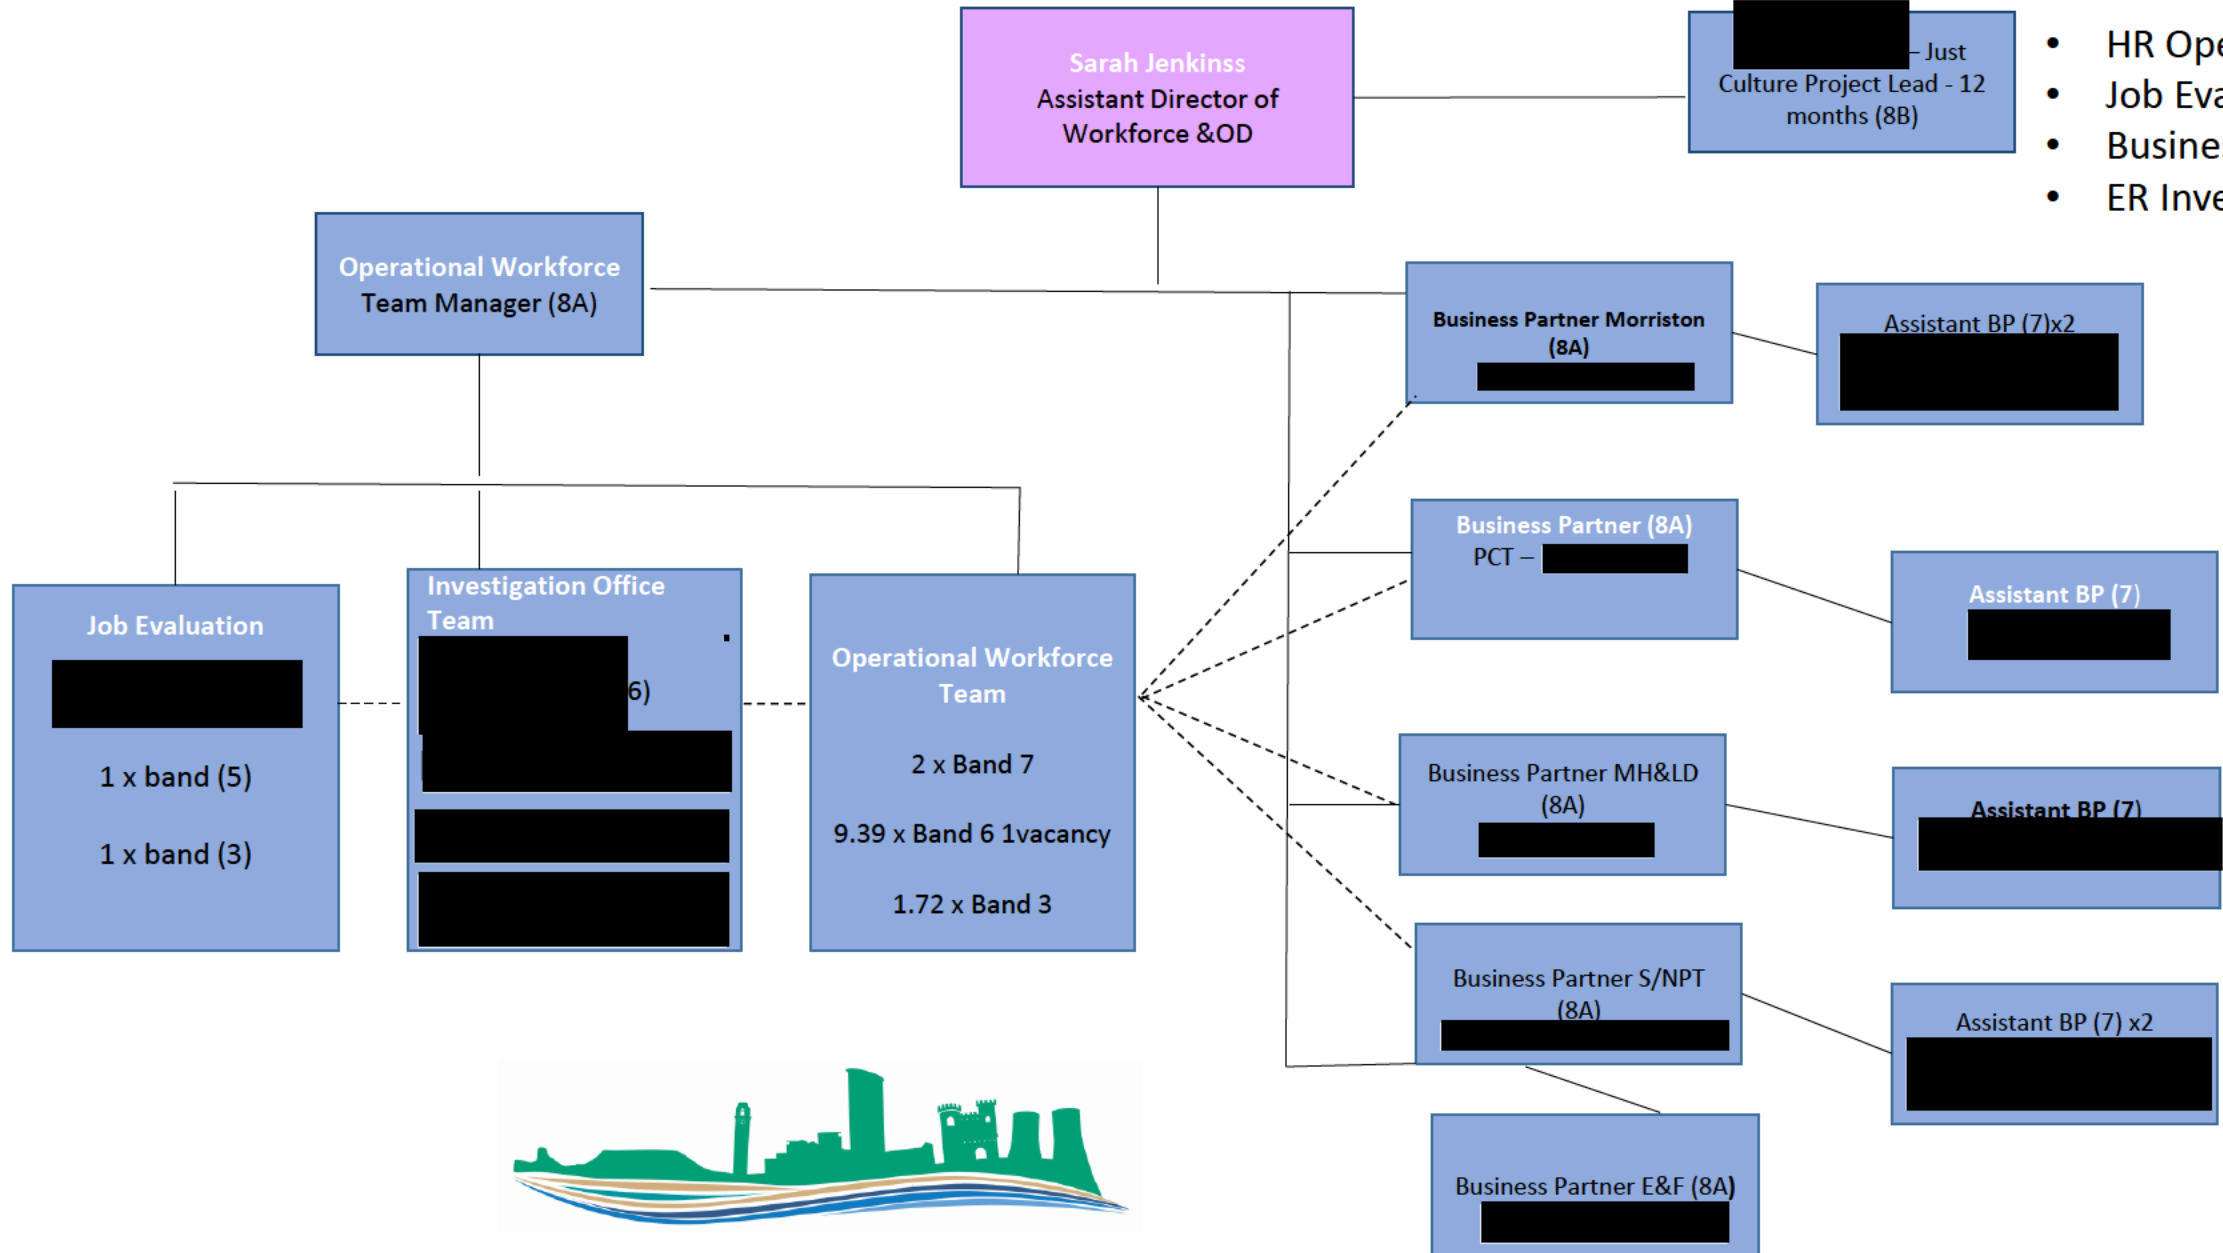 Sarah Jenkinss
Assistant Director of
Workforce &OD
– Just
Culture Project Lead - 12
months (8B)
• HR Ope
• Job Eva
• Busine
• ER Inve
Operational Workforce
Team Manager (8A)
Business Partner Morriston
(8A)
Assistant BP (7)x2
Business Partner (8A)
PCT –
Assistant BP (7)
Job Evaluation
1 x band (5)
1 x band (3)
Investigation Office
Team
6)
Operational Workforce
Team
2 x Band 7
9.39 x Band 6 1vacancy
1.72 x Band 3
Business Partner MH&LD
(8A)
Assistant BP (7)
Business Partner S/NPT
(8A)
Assistant BP (7) x2
Business Partner E&F (8A)